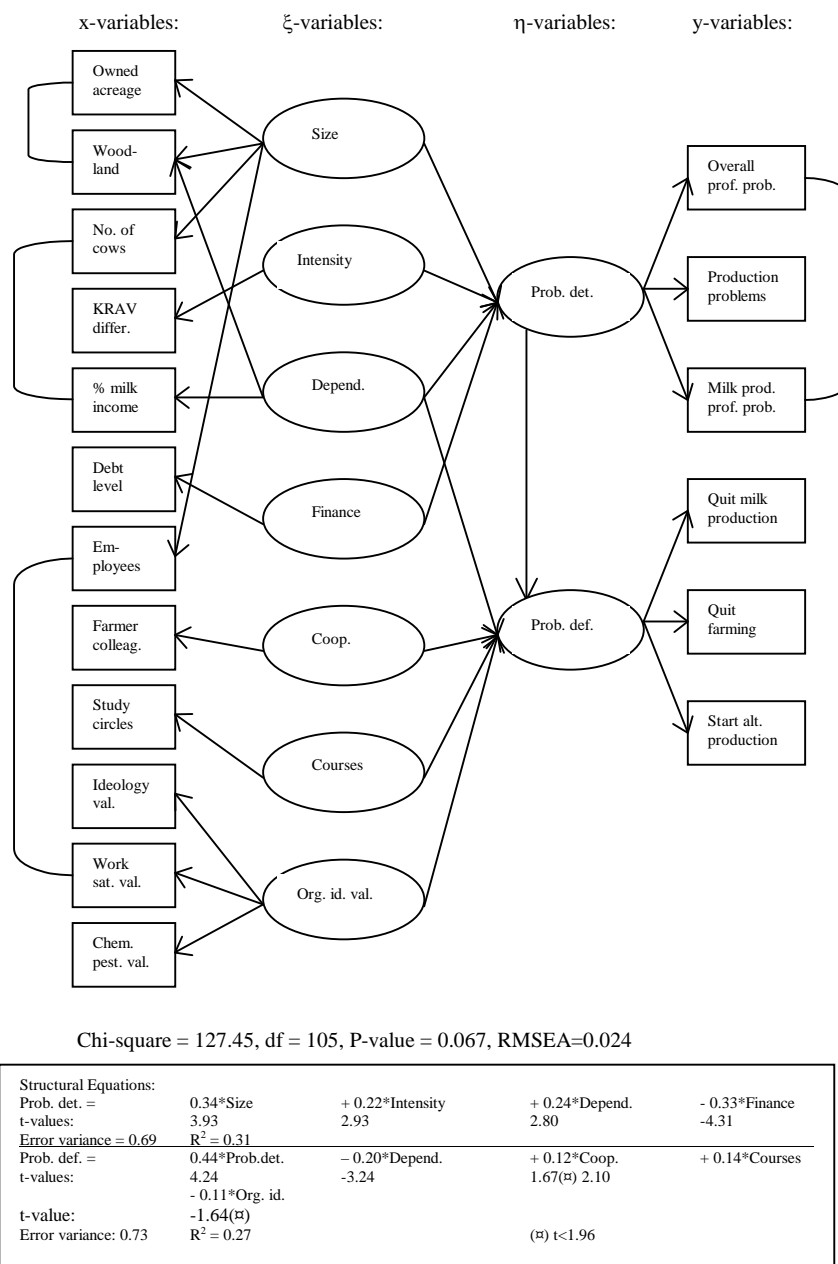 x-variables: ξ-variables: η-variables: y-variables:
Owned
acreage
Wood-
land
No. of
cows
KRAV
differ.
% milk
income
Debt
level
Em-
ployees
Farmer
colleag.
Study
circles
Ideology
val.
Work
sat. val.
Chem.
pest. val.
Size
Intensity
Depend.
Finance
Coop.
Courses
Org. id. val.
Prob. det.
Prob. def.
Overall
prof. prob.
Production
problems
Milk prod.
prof. prob.
Quit milk
production
Quit
farming
Start alt.
production
Chi-square = 127.45, df = 105, P-value = 0.067, RMSEA=0.024
Structural Equations:
Prob. det. = 0.34*Size + 0.22*Intensity + 0.24*Depend. - 0.33*Finance
t-values: 3.93 2.93 2.80 -4.31
Error variance = 0.69 R² = 0.31
Prob. def. = 0.44*Prob.det. – 0.20*Depend. + 0.12*Coop. + 0.14*Courses
t-values: 4.24 -3.24 1.67(¤) 2.10
- 0.11*Org. id.
t-value: -1.64(¤)
Error variance: 0.73 R² = 0.27 (¤) t<1.96